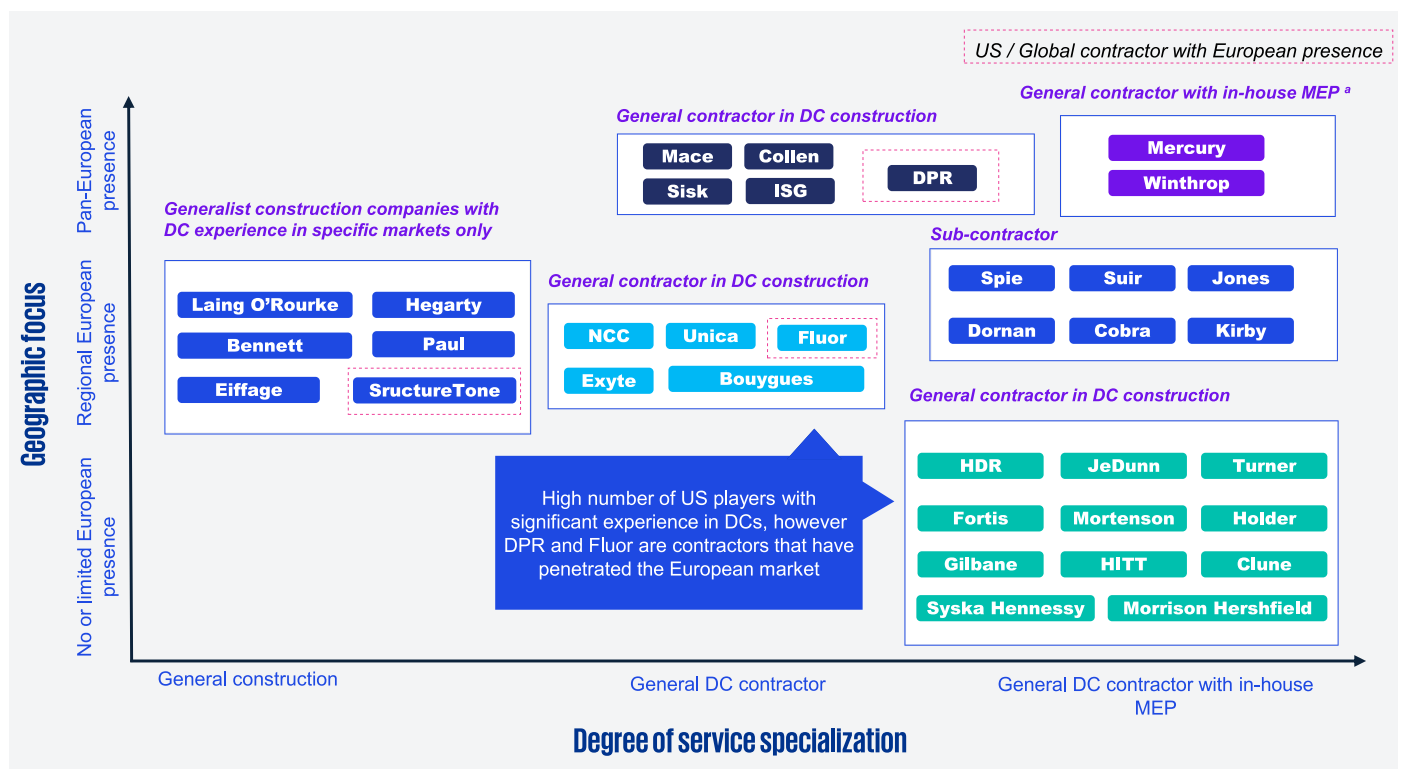 US / Global contractor with European presence
General contractor with in-house MEP ᵃ
Mercury
Winthrop
General contractor in DC construction
Mace
Collen
Sisk
ISG
DPR
Generalist construction companies with
DC experience in specific markets only
Laing O'Rourke
Hegarty
Bennett
Paul
Eiffage
SructureTone
General contractor in DC construction
NCC
Unica
Fluor
Exyte
Bouygues
Sub-contractor
Spie
Suir
Jones
Dornan
Cobra
Kirby
General contractor in DC construction
HDR
JeDunn
Turner
Fortis
Mortenson
Holder
Gilbane
HITT
Clune
Syska Hennessy
Morrison Hershfield
High number of US players with
significant experience in DCs, however
DPR and Fluor are contractors that have
penetrated the European market
Geographic focus
Pan-European
presence
Regional European
presence
No or limited European
presence
General construction
General DC contractor
General DC contractor with in-house
MEP
Degree of service specialization